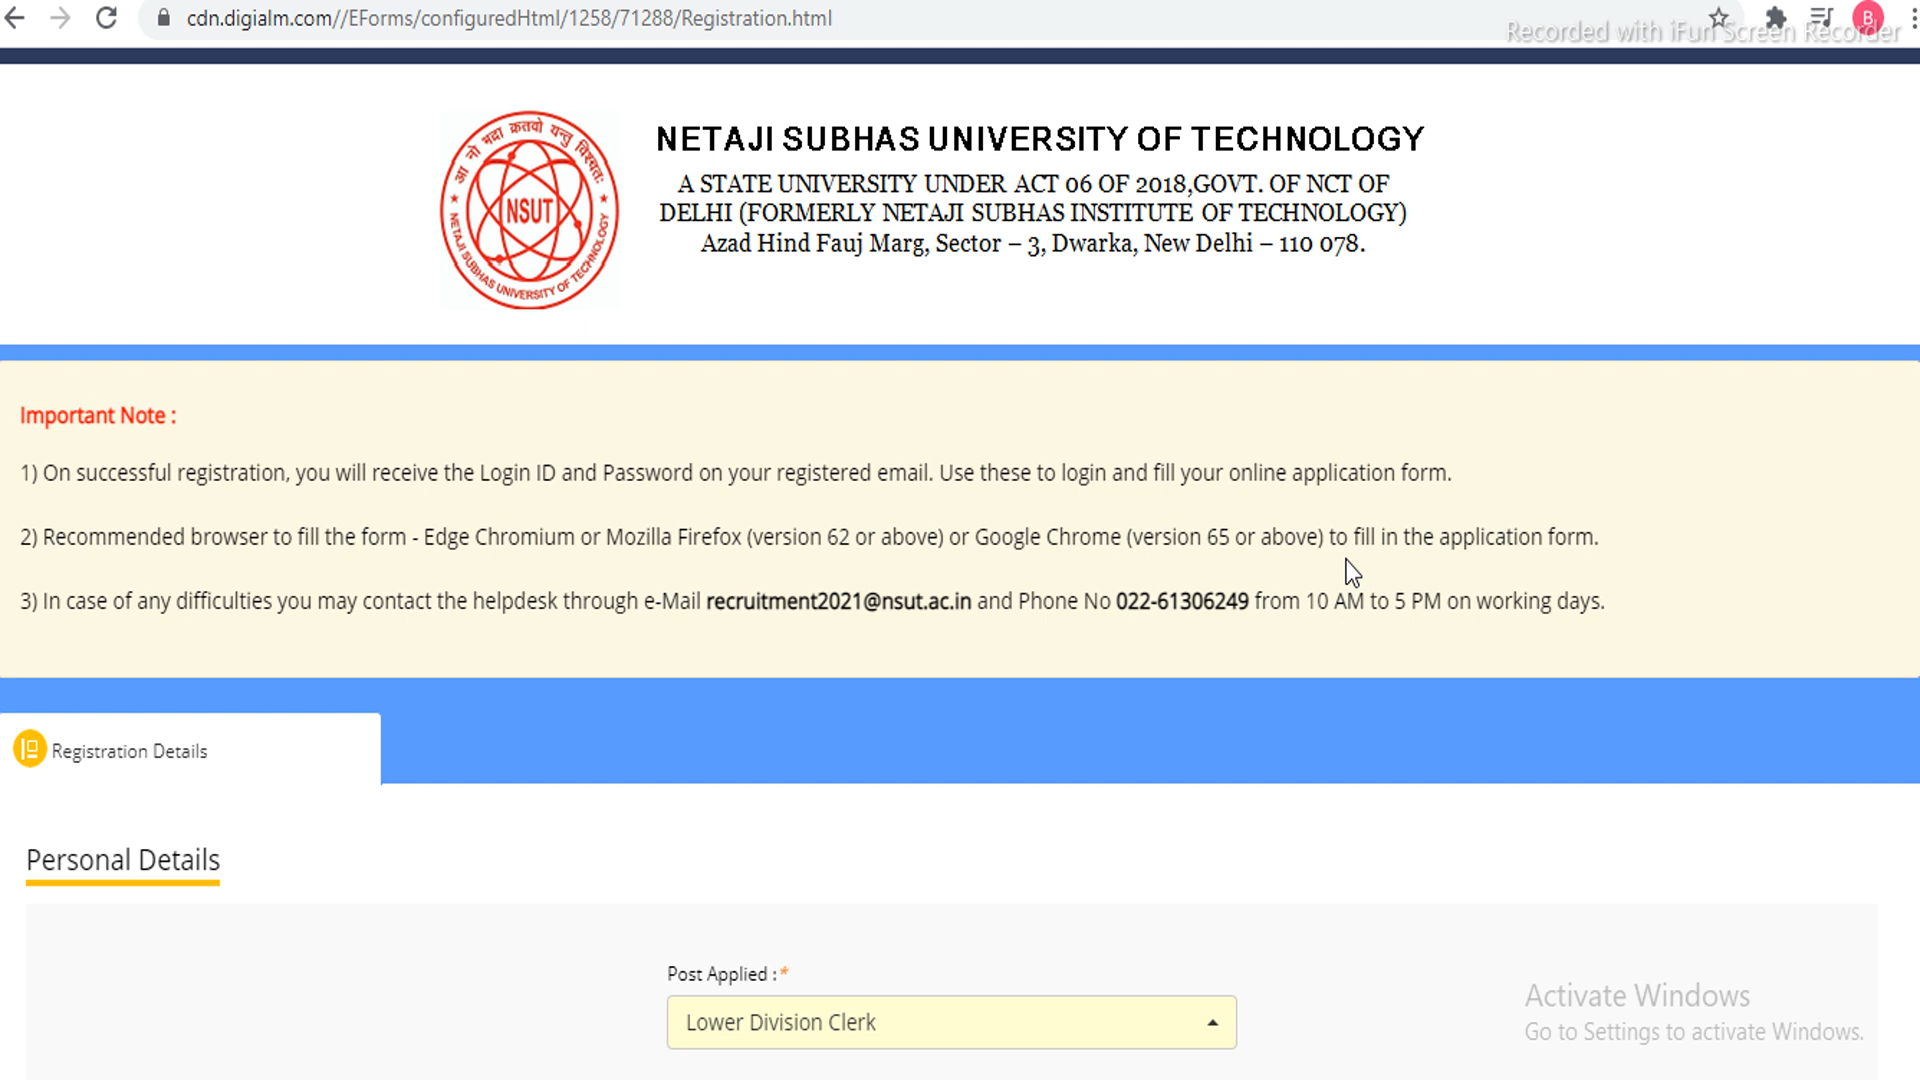 cdn.digialm.com//EForms/configuredHtml/1258/71288/Registration.html
B
Recorded with iFun Screen Recorder
आ नो भद्रा क्रतवो यन्तु विश्वतः
NSUT
NETAJI SUBHAS UNIVERSITY OF TECHNOLOGY
NETAJI SUBHAS UNIVERSITY OF TECHNOLOGY
A STATE UNIVERSITY UNDER ACT 06 OF 2018,GOVT. OF NCT OF
DELHI (FORMERLY NETAJI SUBHAS INSTITUTE OF TECHNOLOGY)
Azad Hind Fauj Marg, Sector – 3, Dwarka, New Delhi – 110 078.
Important Note :
1) On successful registration, you will receive the Login ID and Password on your registered email. Use these to login and fill your online application form.
2) Recommended browser to fill the form - Edge Chromium or Mozilla Firefox (version 62 or above) or Google Chrome (version 65 or above) to fill in the application form.
3) In case of any difficulties you may contact the helpdesk through e-Mail recruitment2021@nsut.ac.in and Phone No 022-61306249 from 10 AM to 5 PM on working days.
Registration Details
Personal Details
Post Applied :*
Lower Division Clerk
Activate Windows
Go to Settings to activate Windows.